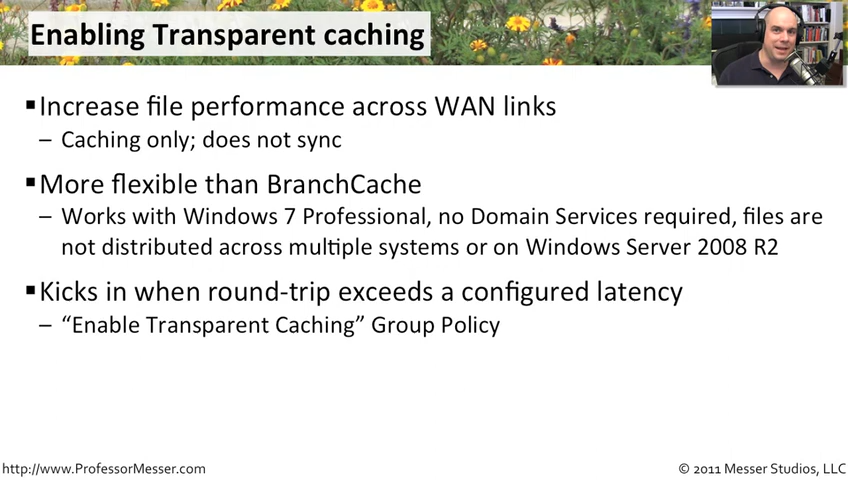 Enabling Transparent caching
▪Increase file performance across WAN links
– Caching only; does not sync
▪More flexible than BranchCache
– Works with Windows 7 Professional, no Domain Services required, files are
not distributed across multiple systems or on Windows Server 2008 R2
▪Kicks in when round-trip exceeds a configured latency
– “Enable Transparent Caching” Group Policy
http://www.ProfessorMesser.com
© 2011 Messer Studios, LLC